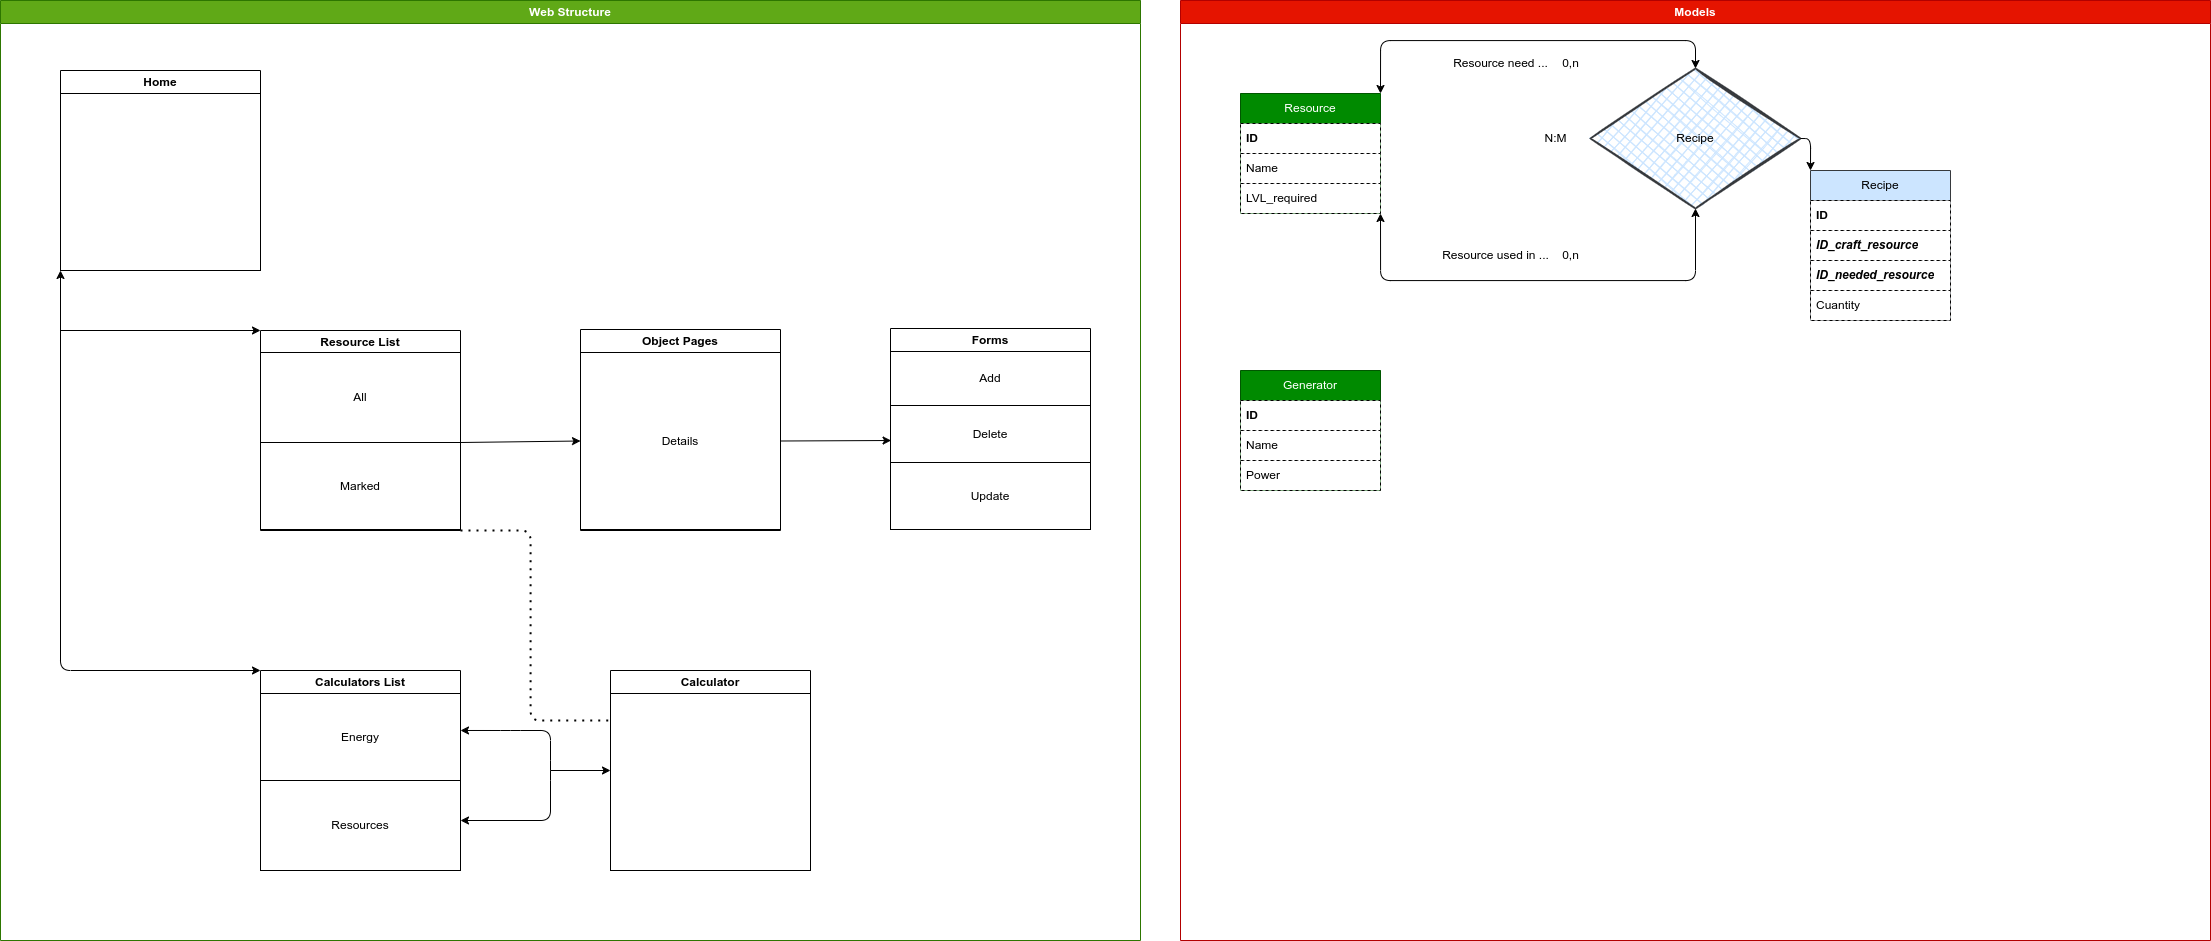 Web Structure
Home
Resource List
All
Marked
Object Pages
Details
Forms
Add
Delete
Update
Calculators List
Energy
Resources
Calculator
Models
Resource need ... 0,n
Resource
ID
Name
LVL_required
N:M
Recipe
Resource used in ... 0,n
Recipe
ID
ID_craft_resource
ID_needed_resource
Cuantity
Generator
ID
Name
Power